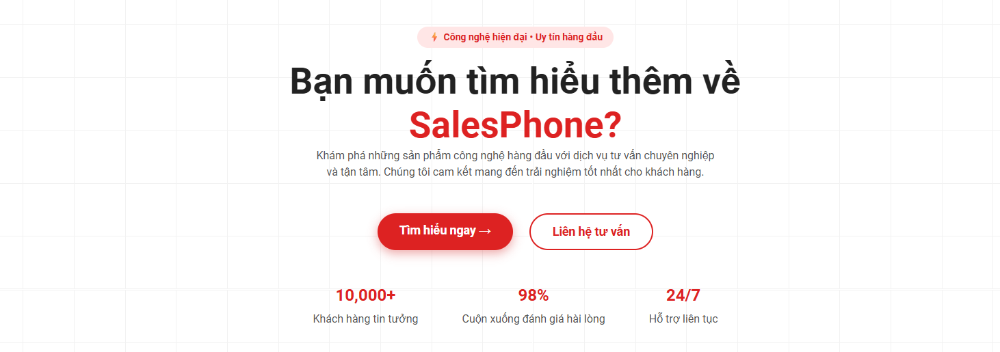 Công nghệ hiện đại • Uy tín hàng đầu
Bạn muốn tìm hiểu thêm về
SalesPhone?
Khám phá những sản phẩm công nghệ hàng đầu với dịch vụ tư vấn chuyên nghiệp
và tận tâm. Chúng tôi cam kết mang đến trải nghiệm tốt nhất cho khách hàng.
Tìm hiểu ngay →
Liên hệ tư vấn
10,000+
Khách hàng tin tưởng
98%
Cuộn xuống đánh giá hài lòng
24/7
Hỗ trợ liên tục